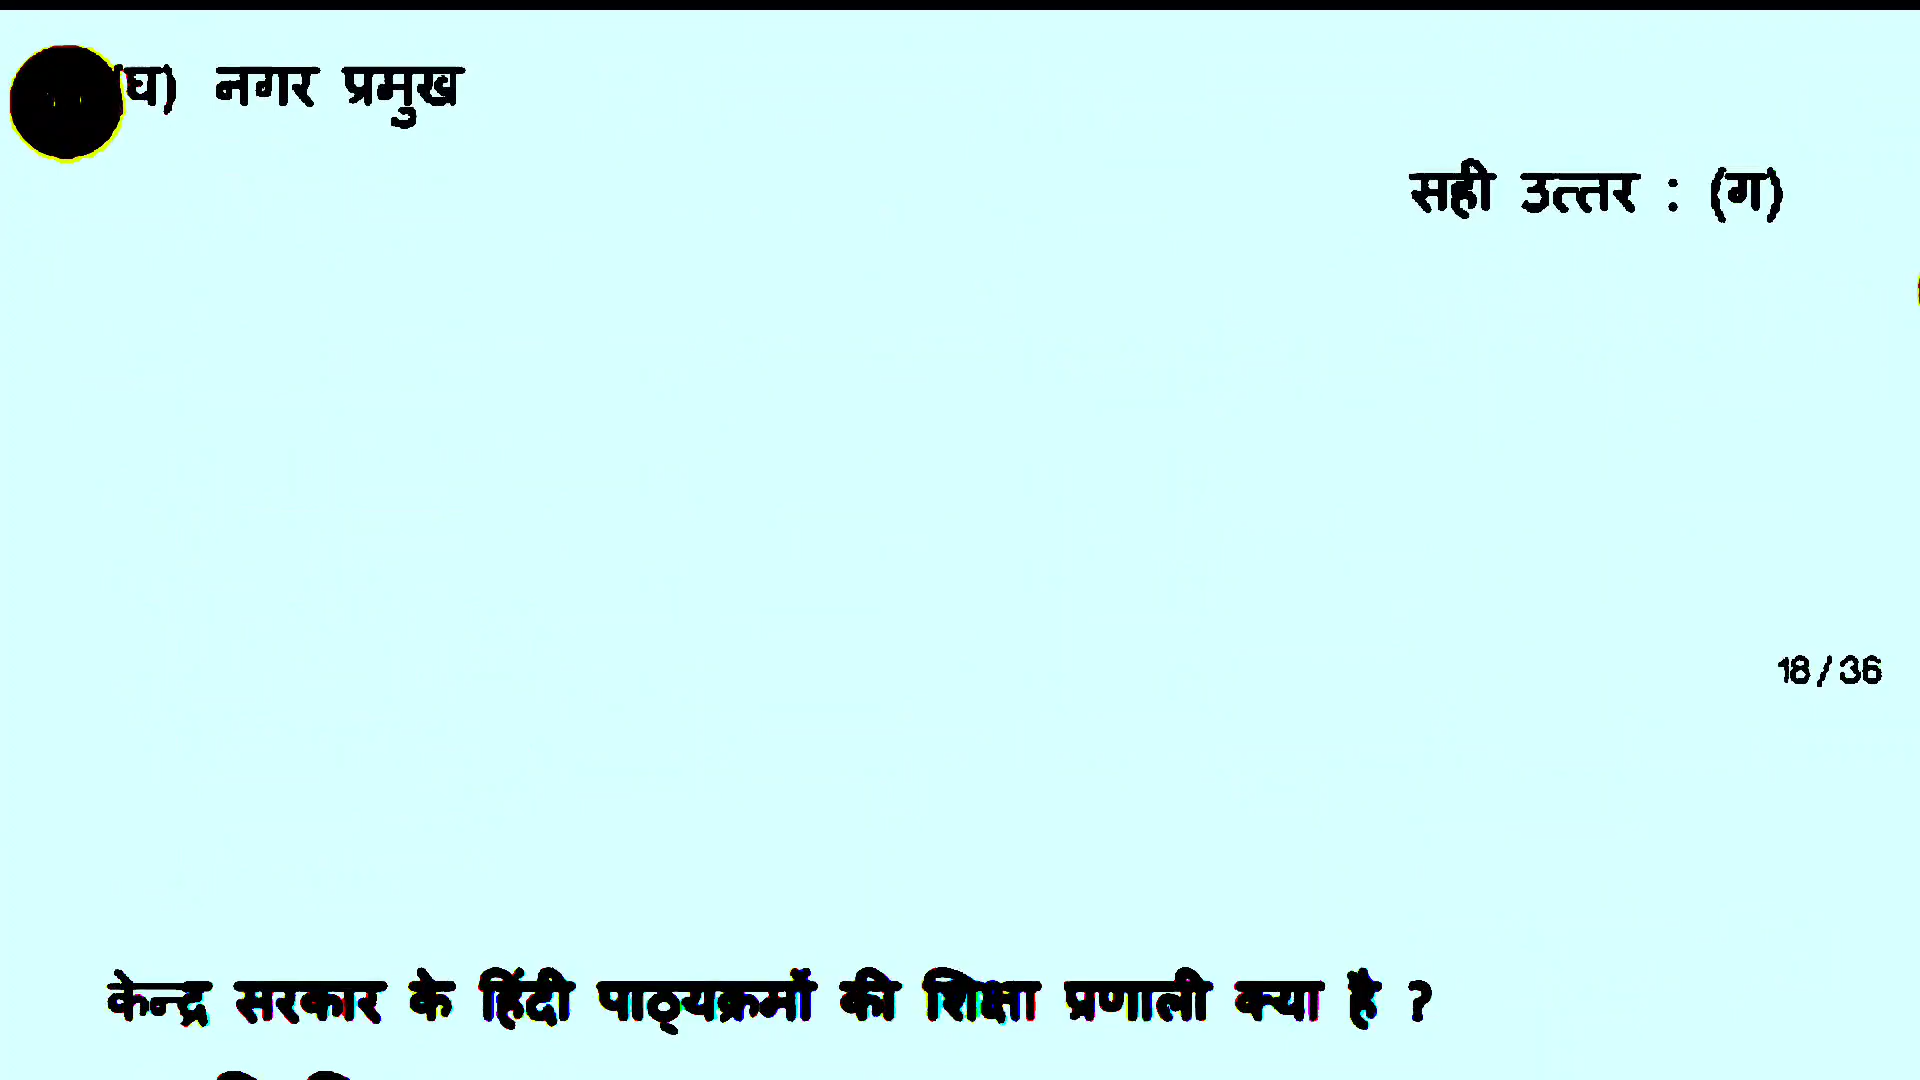 (घ) नगर प्रमुख
सही उत्तर : (ग)
18/36
केन्द्र सरकार के हिंदी पाठ्यक्रमों की शिक्षा प्रणाली क्या है ?